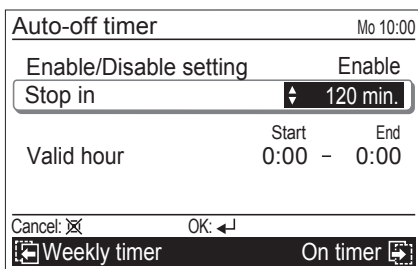 Auto-off timer Mo 10:00
Enable/Disable setting Enable
Stop in 120 min.
Start End
Valid hour 0:00 – 0:00
Cancel: OK:
Weekly timer On timer